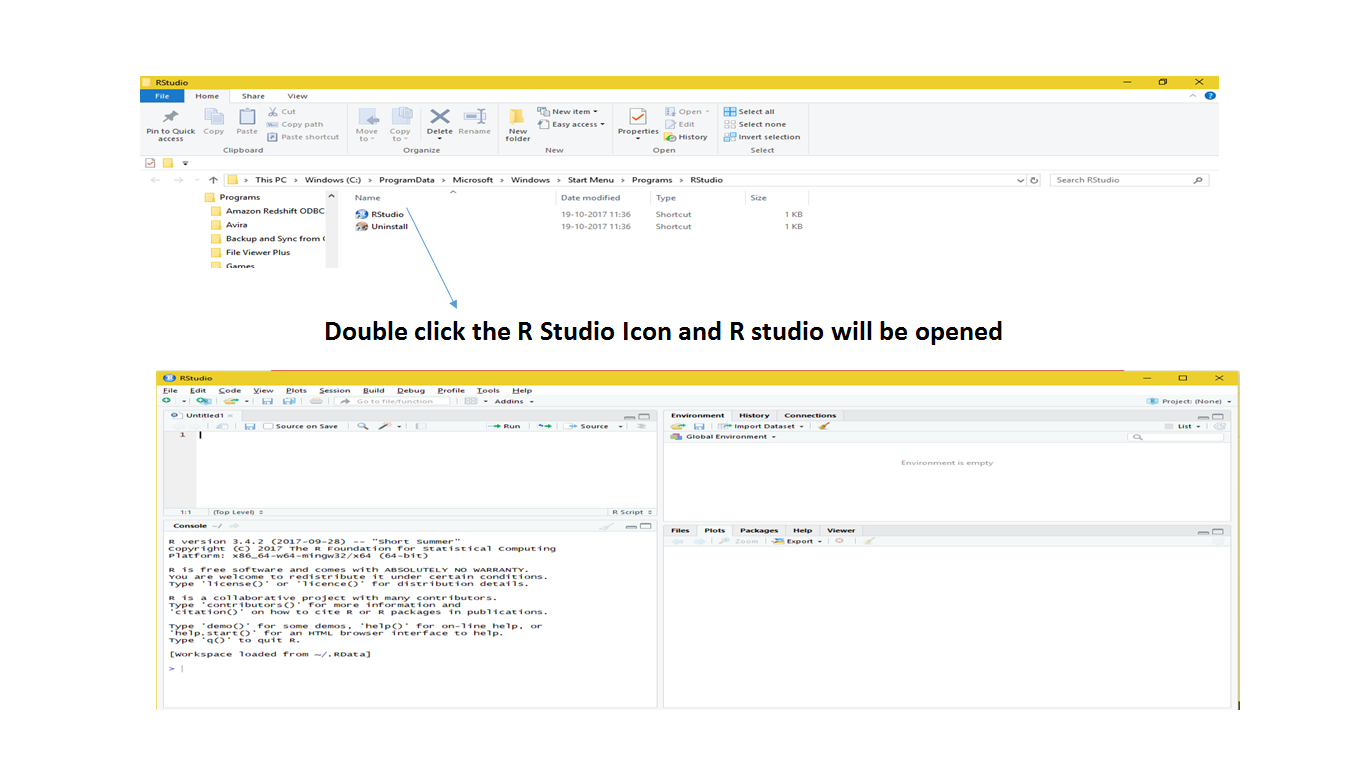 RStudio
File Home Share View
Pin to Quick access
Copy
Paste
Cut
Copy path
Paste shortcut
Clipboard
Move to
Copy to
Delete
Rename
Organize
New folder
New item
Easy access
New
Properties
Open
Edit
History
Open
Select all
Select none
Invert selection
Select
This PC > Windows (C:) > ProgramData > Microsoft > Windows > Start Menu > Programs > RStudio
Search RStudio
Programs
Amazon Redshift ODBC
Avira
Backup and Sync from
File Viewer Plus
Games
Name Date modified Type Size
RStudio 19-10-2017 11:36 Shortcut 1 KB
Uninstall 19-10-2017 11:36 Shortcut 1 KB
Double click the R Studio Icon and R studio will be opened
RStudio
File Edit Code View Plots Session Build Debug Profile Tools Help
Go to file/function Addins Project: (None)
Untitled1
Source on Save Run Source
1
1:1 (Top Level) R Script
Console ~/
R version 3.4.2 (2017-09-28) -- "Short Summer"
Copyright (C) 2017 The R Foundation for Statistical Computing
Platform: x86_64-w64-mingw32/x64 (64-bit)
R is free software and comes with ABSOLUTELY NO WARRANTY.
You are welcome to redistribute it under certain conditions.
Type 'license()' or 'licence()' for distribution details.
R is a collaborative project with many contributors.
Type 'contributors()' for more information and
'citation()' on how to cite R or R packages in publications.
Type 'demo()' for some demos, 'help()' for on-line help, or
'help.start()' for an HTML browser interface to help.
Type 'q()' to quit R.
[Workspace loaded from ~/.RData]
>
Environment History Connections
Import Dataset List
Global Environment
Environment is empty
Files Plots Packages Help Viewer
Zoom Export